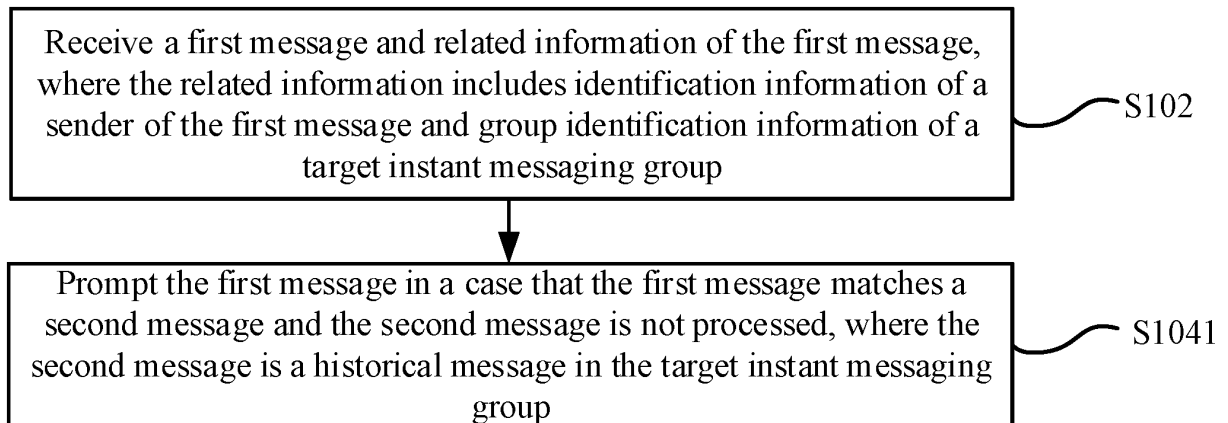 Receive a first message and related information of the first message,
where the related information includes identification information of a
sender of the first message and group identification information of a
target instant messaging group
S102
Prompt the first message in a case that the first message matches a
second message and the second message is not processed, where the
second message is a historical message in the target instant messaging
group
S1041